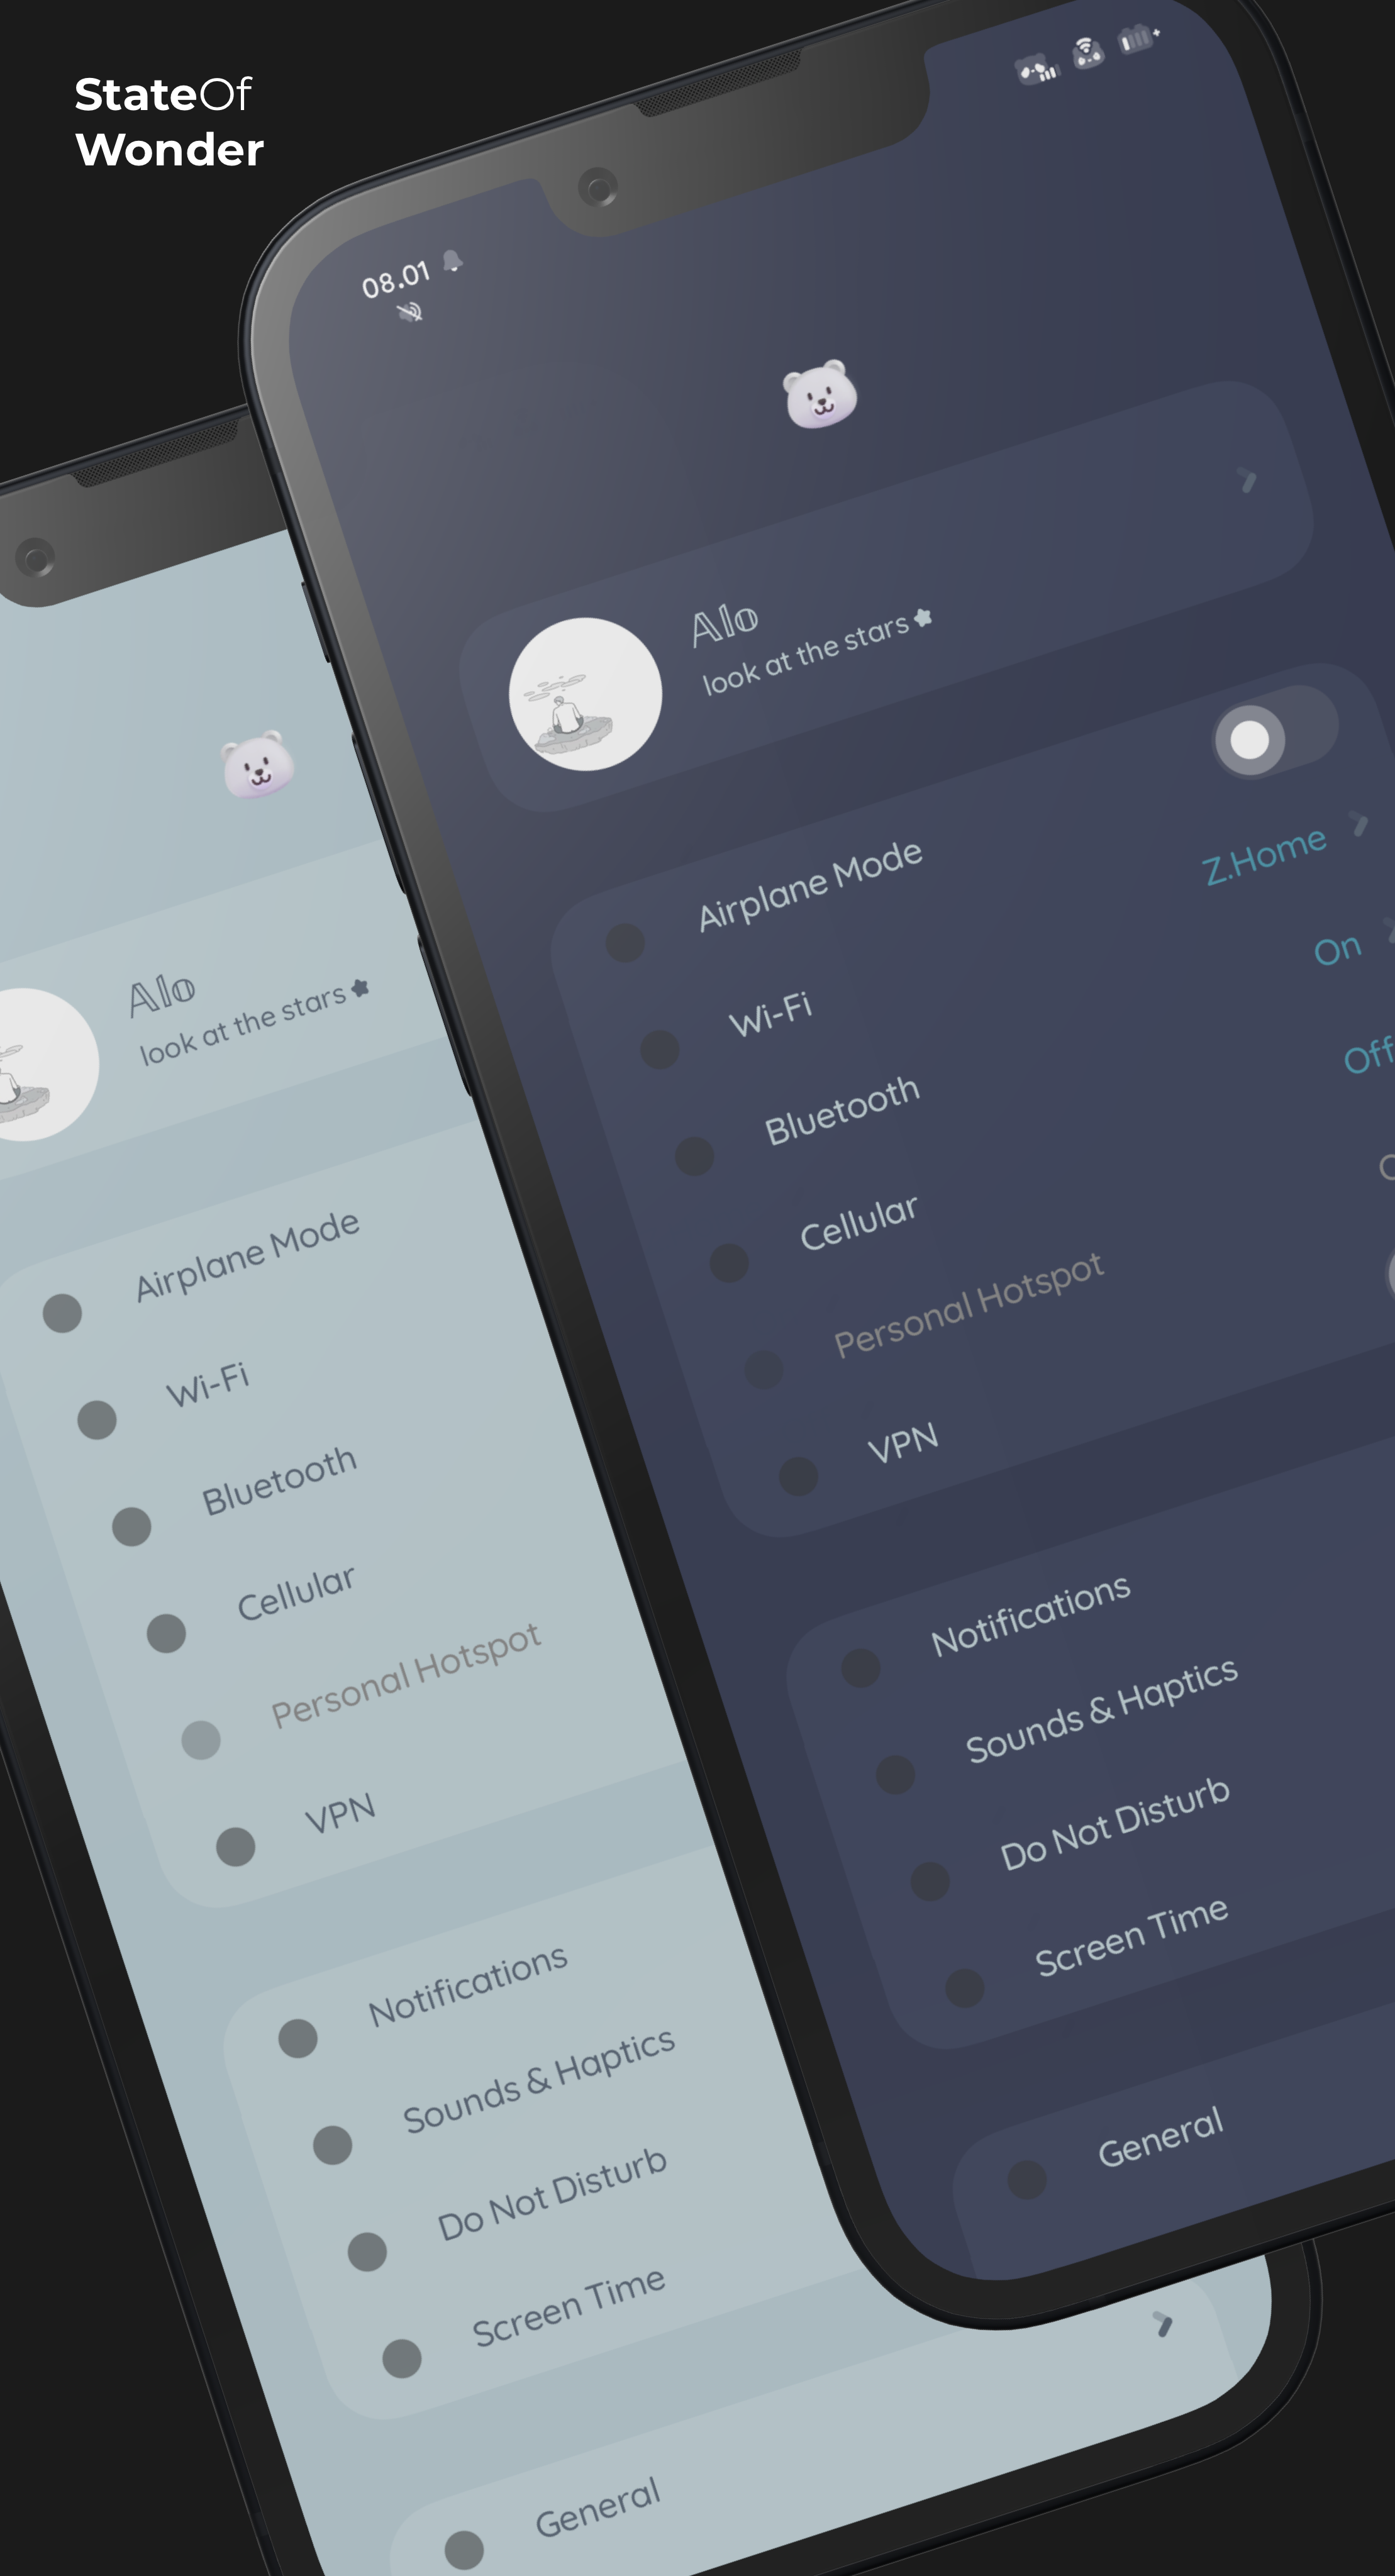 StateOf
Wonder
08.01
Alo
look at the stars
Airplane Mode
Z.Home
Wi-Fi
On
Bluetooth
Off
Cellular
Personal Hotspot
VPN
Notifications
Sounds & Haptics
Do Not Disturb
Screen Time
General
Alo
look at the stars
Airplane Mode
Wi-Fi
Bluetooth
Cellular
Personal Hotspot
VPN
Notifications
Sounds & Haptics
Do Not Disturb
Screen Time
General